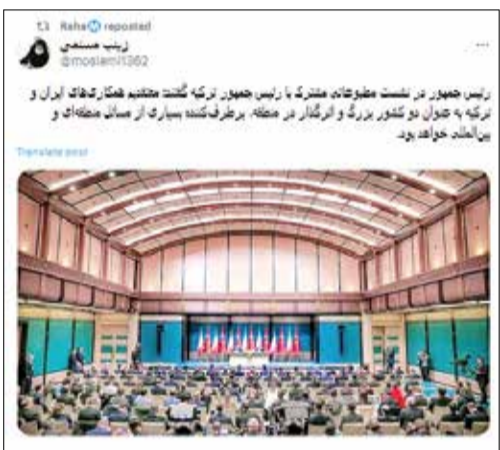 Raha reposted
زینب مسلمی
@moslemi1362
رئیس جمهور در نشست مطبوعاتی مشترک با رئیس جمهور ترکیه گفتند: معتقدیم همکاری‌های ایران و
ترکیه به عنوان دو کشور بزرگ و اثرگذار در منطقه، برطرف‌کننده بسیاری از مسائل منطقه‌ای و
بین‌المللی خواهد بود.
Translate post